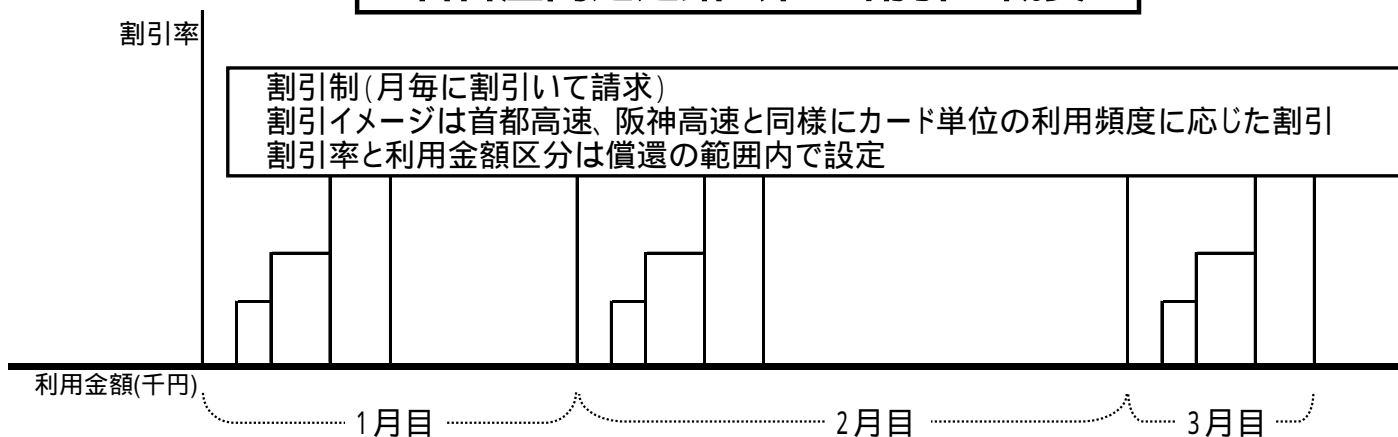 割引率
割引制(月毎に割引いて請求)
割引イメージは首都高速、阪神高速と同様にカード単位の利用頻度に応じた割引
割引率と利用金額区分は償還の範囲内で設定
利用金額(千円)
1月目
2月目
3月目